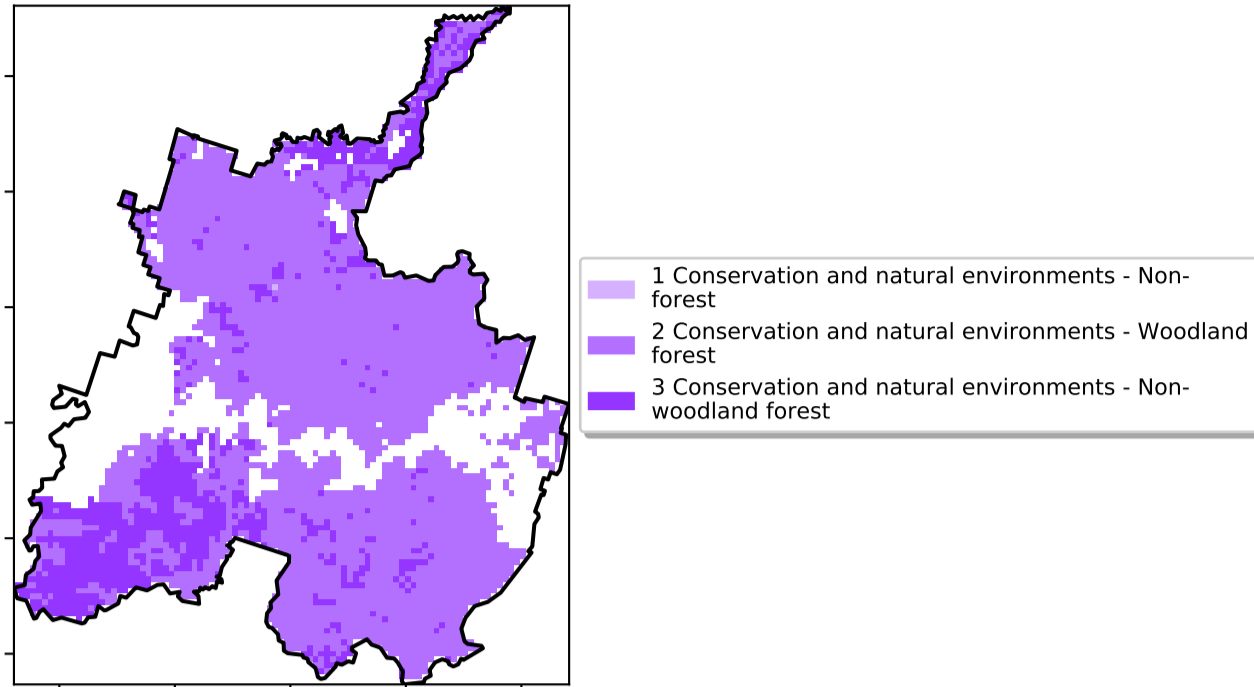 1 Conservation and natural environments - Non-
forest
2 Conservation and natural environments - Woodland
forest
3 Conservation and natural environments - Non-
woodland forest